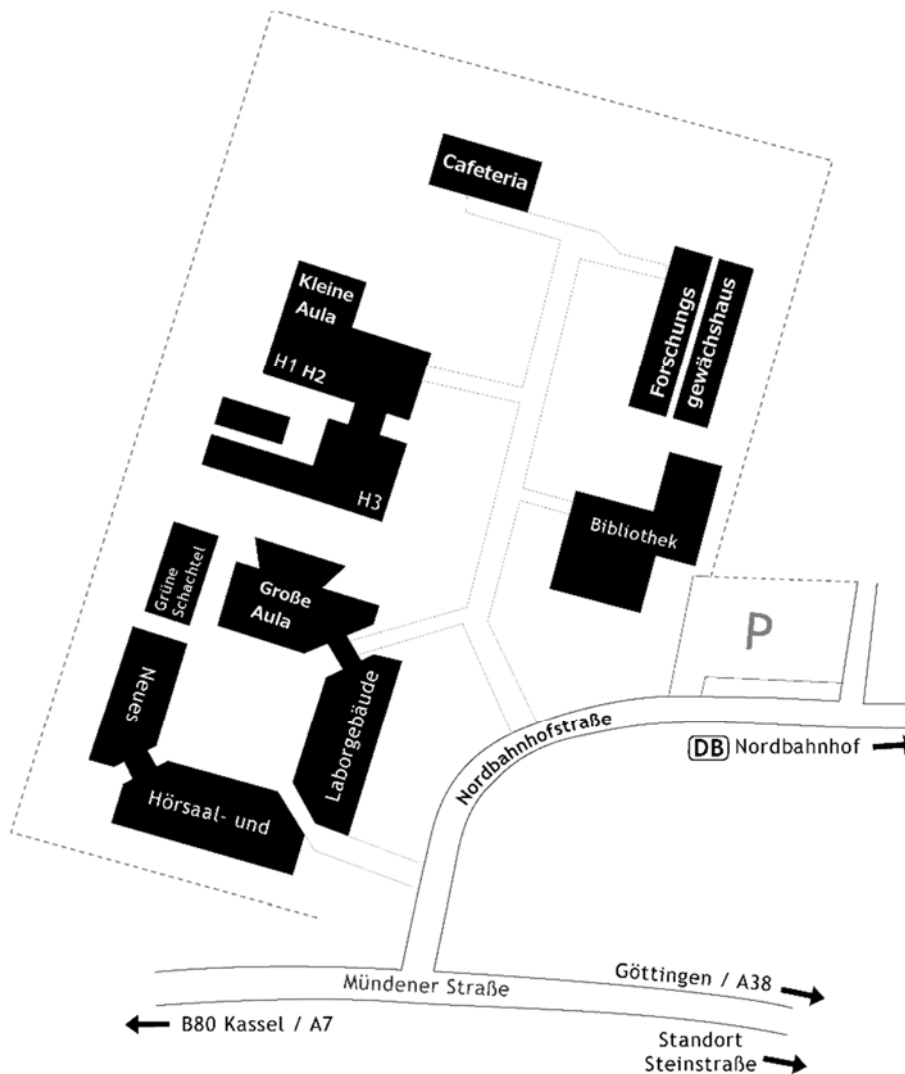 Cafeteria
Kleine
Aula
H1 H2
H3
Forschungs
gewächshaus
Bibliothek
Grüne
Schachtel
Große
Aula
Neues
Hörsaal- und
Laborgebäude
P
Nordbahnhofstraße
DB Nordbahnhof
Göttingen / A38
Mündener Straße
B80 Kassel / A7
Standort
Steinstraße